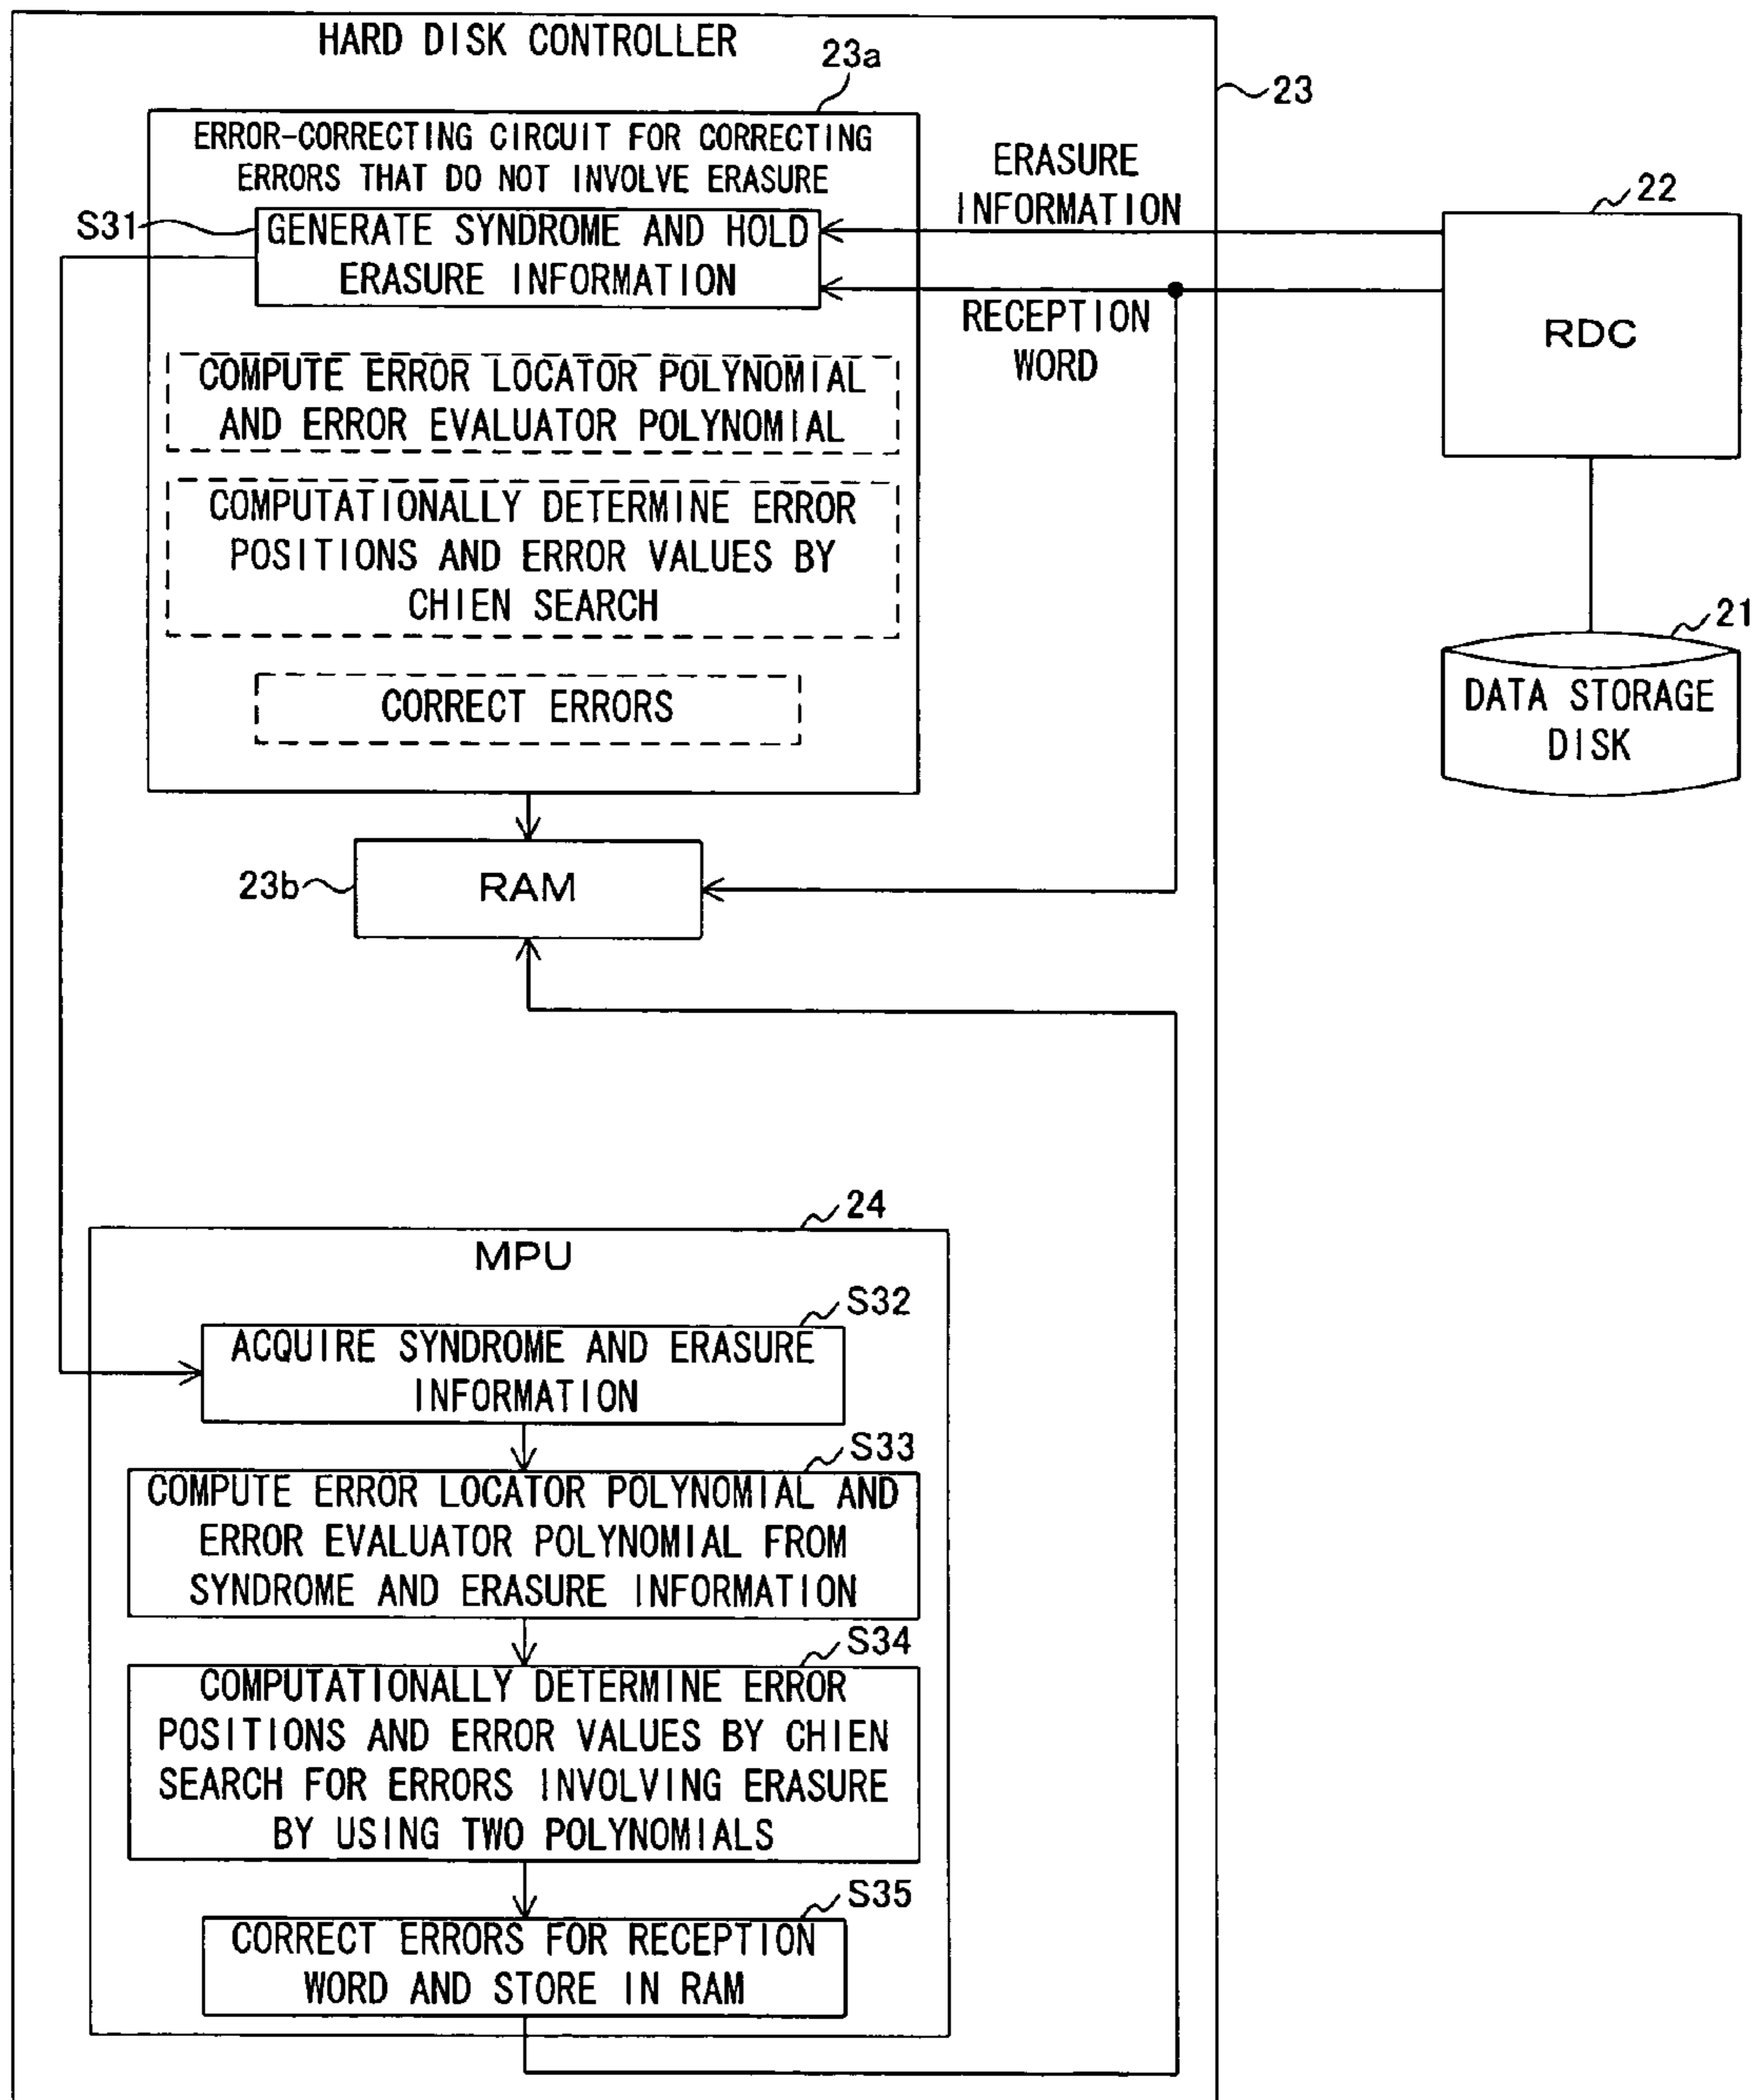 HARD DISK CONTROLLER
23a
23
ERROR-CORRECTING CIRCUIT FOR CORRECTING
ERRORS THAT DO NOT INVOLVE ERASURE
S31
GENERATE SYNDROME AND HOLD
ERASURE INFORMATION
ERASURE
INFORMATION
RECEPTION
WORD
22
RDC
COMPUTE ERROR LOCATOR POLYNOMIAL
AND ERROR EVALUATOR POLYNOMIAL
COMPUTATIONALLY DETERMINE ERROR
POSITIONS AND ERROR VALUES BY
CHIEN SEARCH
CORRECT ERRORS
21
DATA STORAGE
DISK
23b
RAM
24
MPU
S32
ACQUIRE SYNDROME AND ERASURE
INFORMATION
S33
COMPUTE ERROR LOCATOR POLYNOMIAL AND
ERROR EVALUATOR POLYNOMIAL FROM
SYNDROME AND ERASURE INFORMATION
S34
COMPUTATIONALLY DETERMINE ERROR
POSITIONS AND ERROR VALUES BY CHIEN
SEARCH FOR ERRORS INVOLVING ERASURE
BY USING TWO POLYNOMIALS
S35
CORRECT ERRORS FOR RECEPTION
WORD AND STORE IN RAM